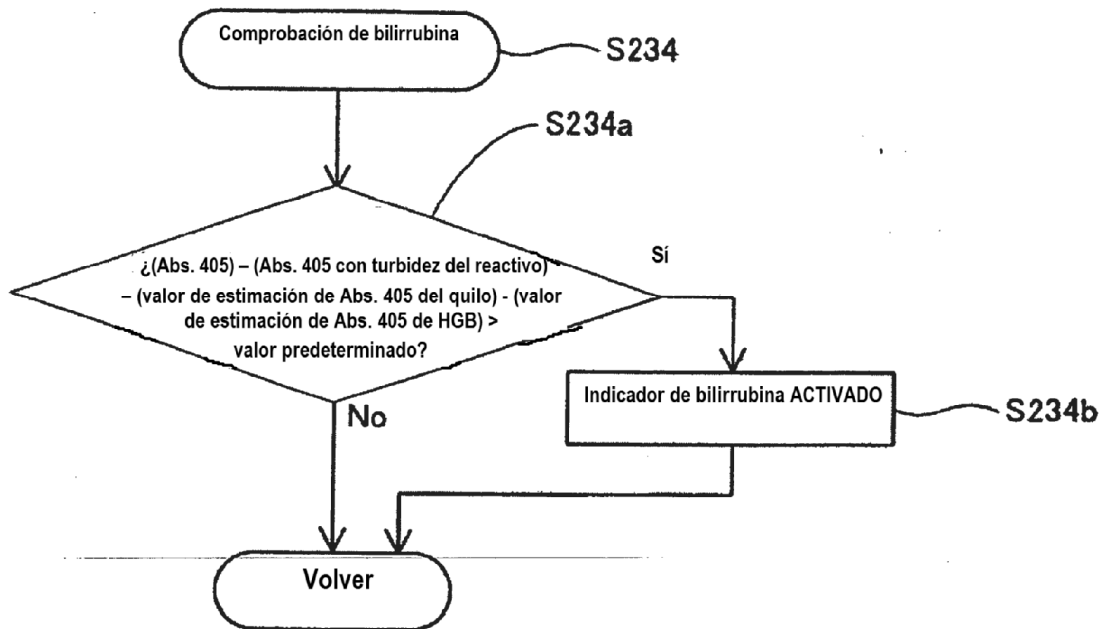 Comprobación de bilirrubina
S234
S234a
¿(Abs. 405) – (Abs. 405 con turbidez del reactivo)
– (valor de estimación de Abs. 405 del quilo) - (valor
de estimación de Abs. 405 de HGB) >
valor predeterminado?
Sí
No
Indicador de bilirrubina ACTIVADO
S234b
Volver